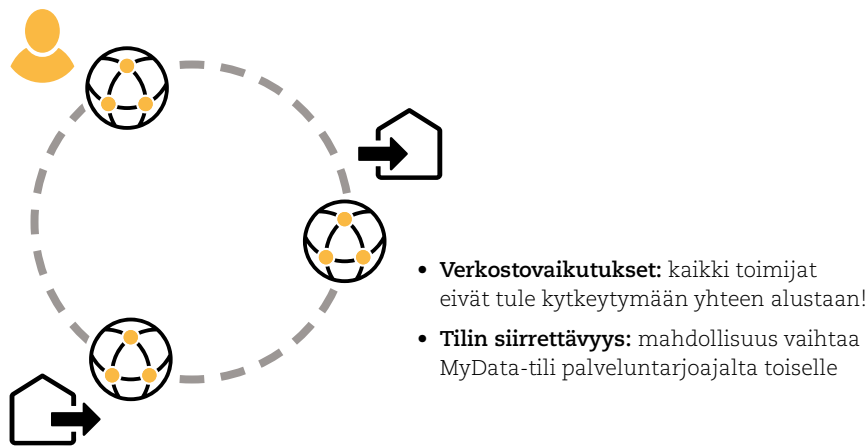 • Verkostovaikutukset: kaikki toimijat
eivät tule kytkeytymään yhteen alustaan!
• Tilin siirrettävyys: mahdollisuus vaihtaa
MyData-tili palveluntarjoajalta toiselle